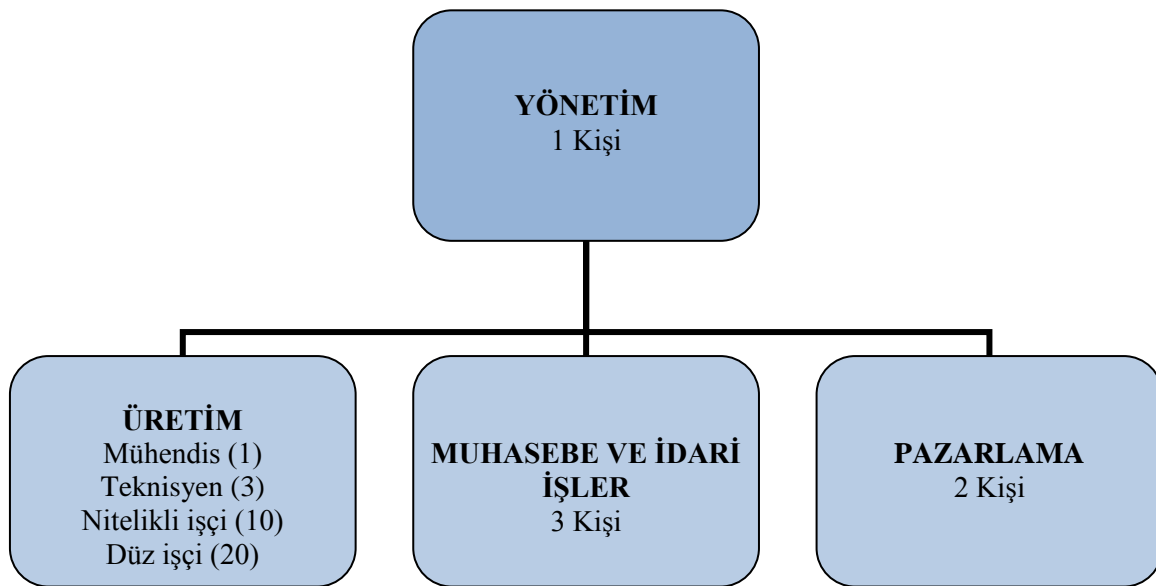 YÖNETİM
1 Kişi
ÜRETİM
Mühendis (1)
Teknisyen (3)
Nitelikli işçi (10)
Düz işçi (20)
MUHASEBE VE İDARİ
İŞLER
3 Kişi
PAZARLAMA
2 Kişi